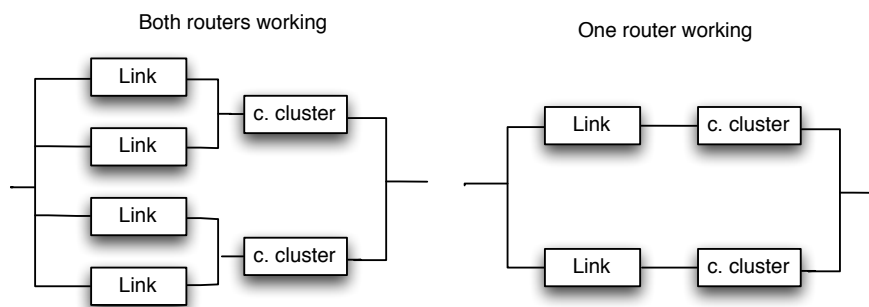 Both routers working
Link
Link
c. cluster
Link
Link
c. cluster
One router working
Link
c. cluster
Link
c. cluster